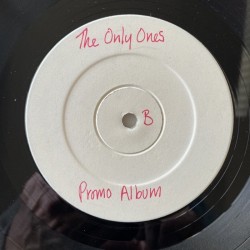 The Only Ones
B
Promo Album